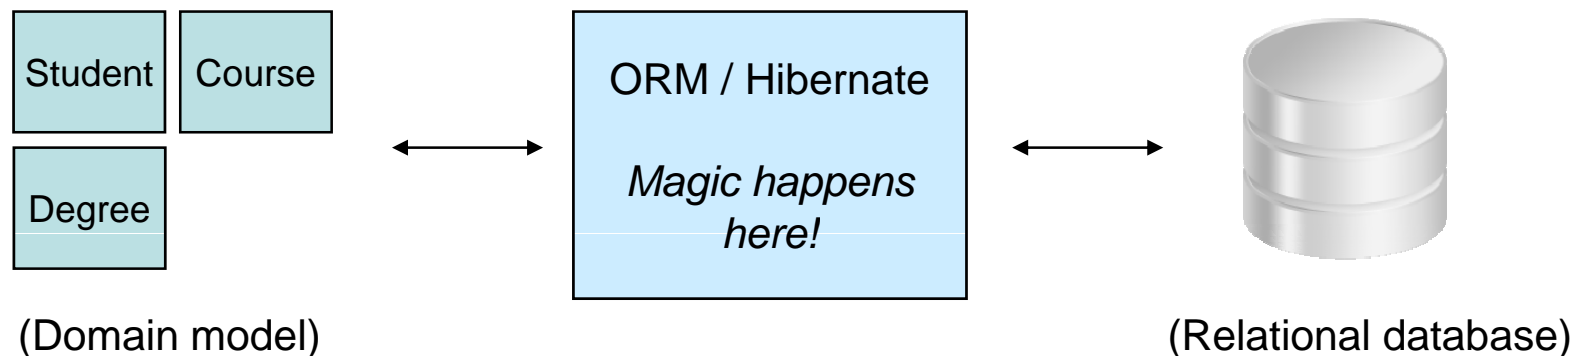 Student
Course
Degree
ORM / Hibernate
Magic happens
here!
(Domain model)
(Relational database)